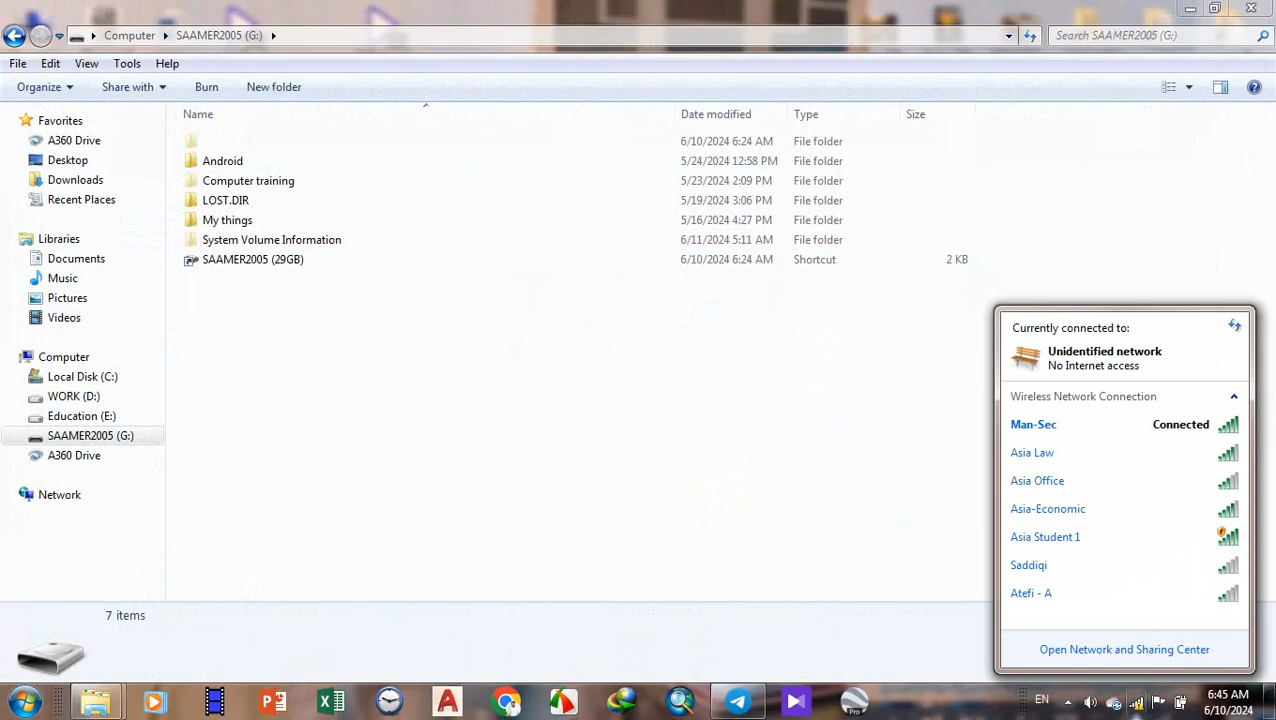 Computer SAAMER2005 (G:) Search SAAMER2005 (G:)
File Edit View Tools Help
Organize Share with Burn New folder
Name Date modified Type Size
6/10/2024 6:24 AM File folder
Android 5/24/2024 12:58 PM File folder
Computer training 5/23/2024 2:09 PM File folder
LOST.DIR 5/19/2024 3:06 PM File folder
My things 5/16/2024 4:27 PM File folder
System Volume Information 6/11/2024 5:11 AM File folder
SAAMER2005 (29GB) 6/10/2024 6:24 AM Shortcut 2 KB
Favorites
A360 Drive
Desktop
Downloads
Recent Places
Libraries
Documents
Music
Pictures
Videos
Computer
Local Disk (C:)
WORK (D:)
Education (E:)
SAAMER2005 (G:)
A360 Drive
Network
Currently connected to:
Unidentified network
No Internet access
Wireless Network Connection
Man-Sec Connected
Asia Law
Asia Office
Asia-Economic
Asia Student 1
Saddiqi
Atefi - A
Open Network and Sharing Center
7 items
Pro
EN
6:45 AM
6/10/2024